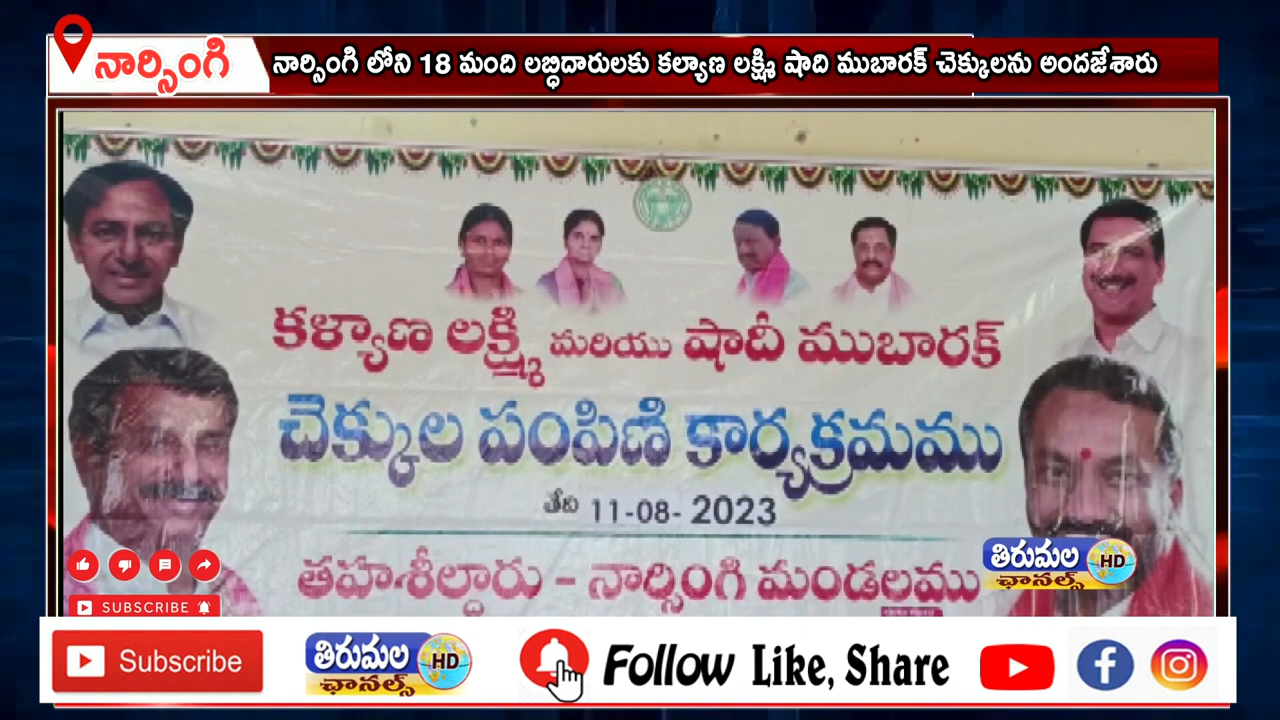 నార్సింగి
నార్సింగి లోని 18 మంది లబ్ధిదారులకు కల్యాణ లక్ష్మి షాది ముబారక్ చెక్కులను అందజేశారు
కళ్యాణ లక్ష్మి మరియు షాదీ ముబారక్
చెక్కుల పంపిణి కార్యక్రమము
తేది 11-08- 2023
తహశీల్దారు - నార్సింగి మండలము
తిరుమల
ఛానల్స్ HD
SUBSCRIBE
Subscribe
తిరుమల
ఛానల్స్ HD
Follow Like, Share